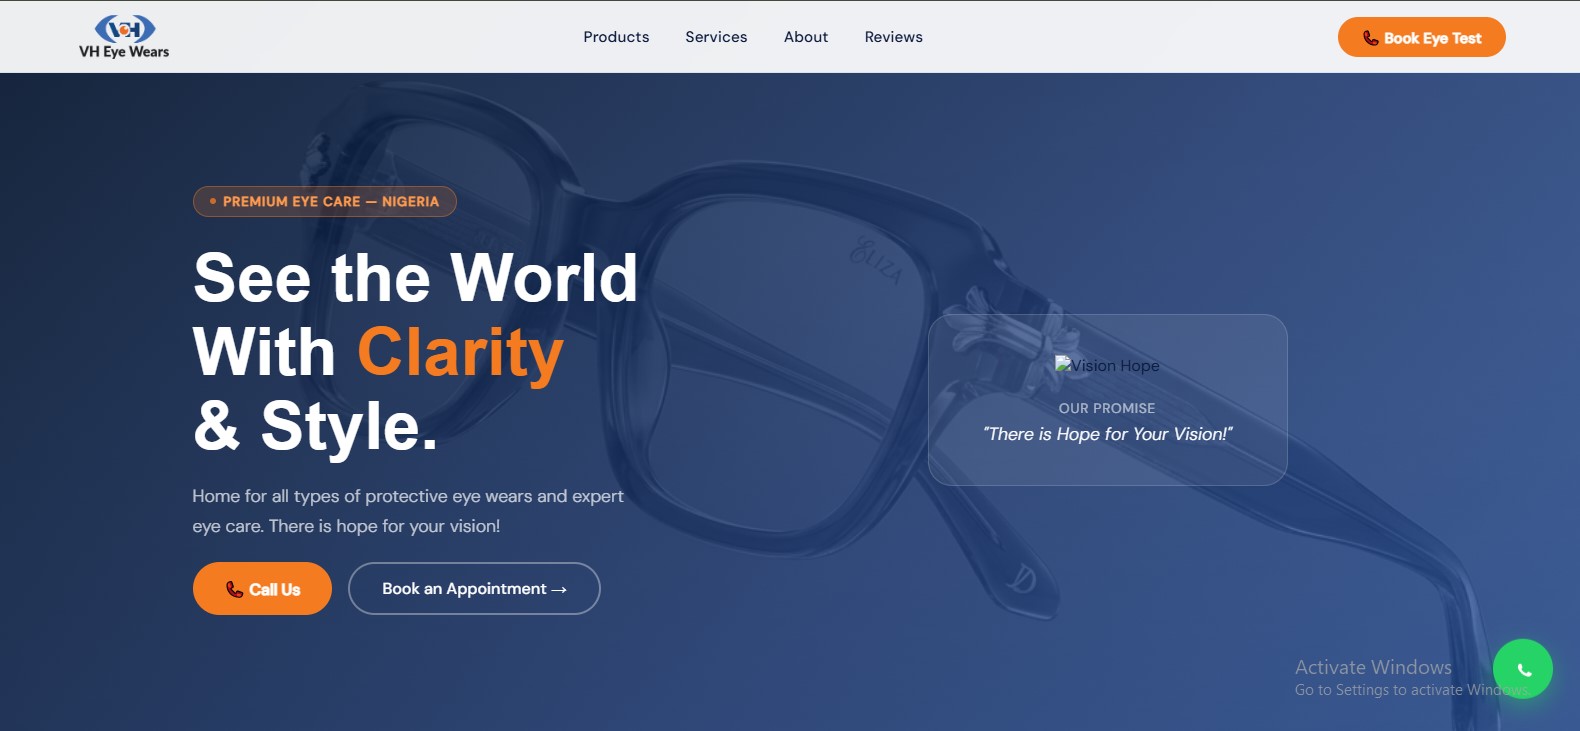 VH
VH Eye Wears
Products
Services
About
Reviews
📞 Book Eye Test
• PREMIUM EYE CARE — NIGERIA
See the World
With Clarity
& Style.
Home for all types of protective eye wears and expert
eye care. There is hope for your vision!
📞 Call Us
Book an Appointment →
ELIZA
Vision Hope
OUR PROMISE
"There is Hope for Your Vision!"
Activate Windows
Go to Settings to activate Windows.